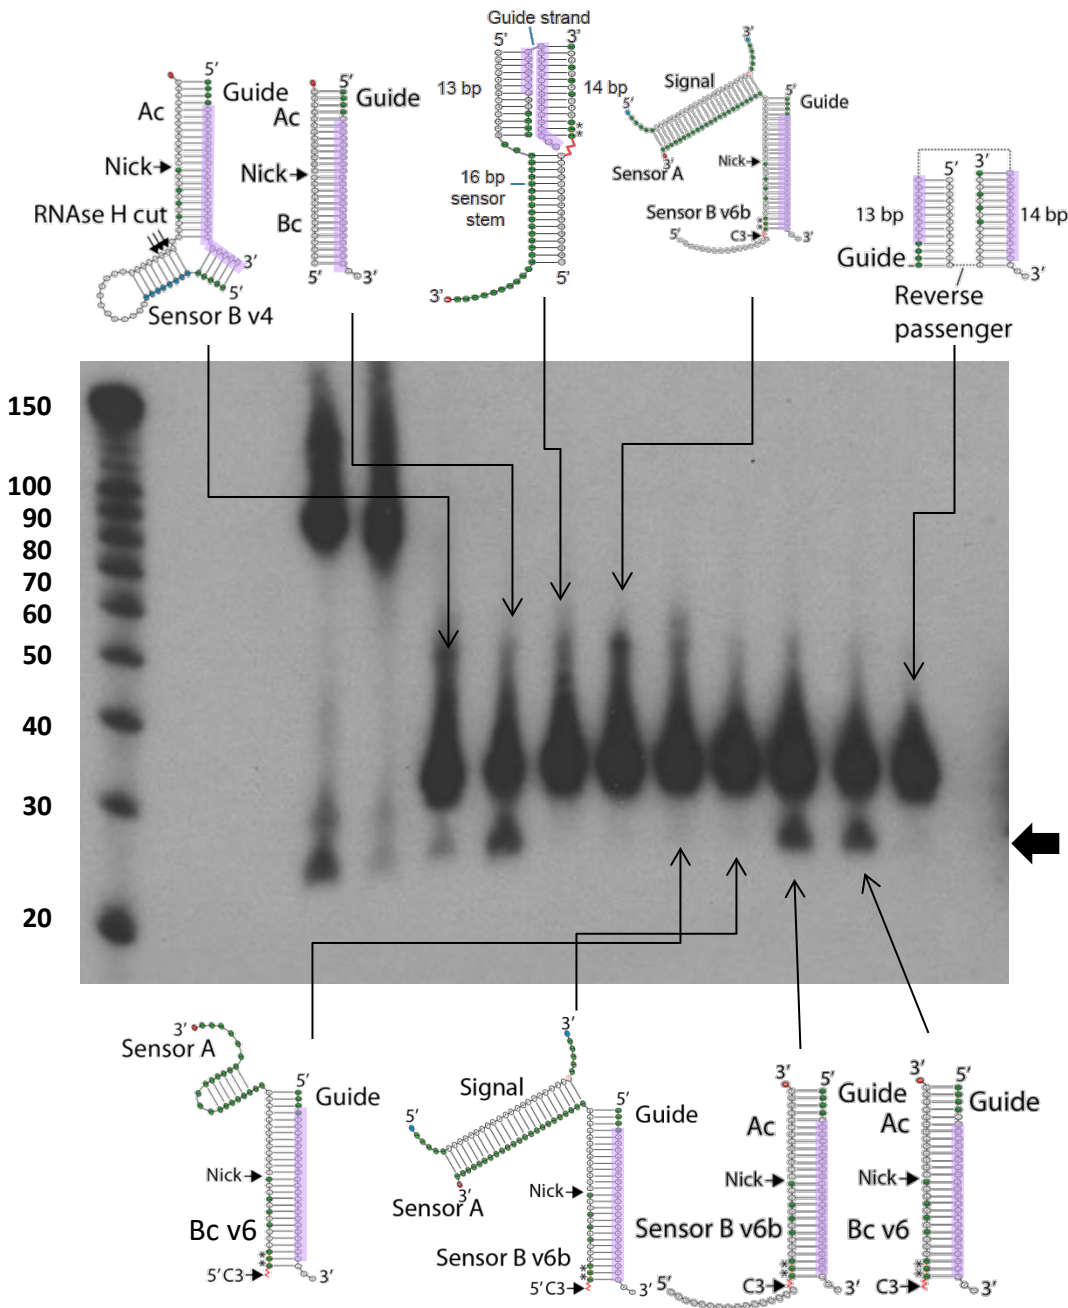 Guide strand
5’
3’
13 bp
14 bp
**
16 bp
sensor
stem
5’
3’
5’
Ac
Guide
Nick
RNAse H cut
3’
5’
Sensor B v4
5’
Guide
Ac
Nick
Bc
5’
3’
3’
Signal
5’
5’
Guide
Nick
3’
Sensor A
Sensor B v6b
**
5’
C3
3’
5’
3’
13 bp
14 bp
Guide
Reverse
passenger
150
100
90
80
70
60
50
40
30
20
3’
Sensor A
5’
Guide
Nick
Bc v6
**
5’ C3
3’
3’
Signal
5’
5’
Guide
Nick
3’
Sensor A
Sensor B v6b
**
5’ C3
3’
3’
5’
Guide
Ac
Nick
Sensor B v6b
**
5’
C3
3’
3’
5’
Guide
Ac
Nick
Bc v6
**
C3
3’